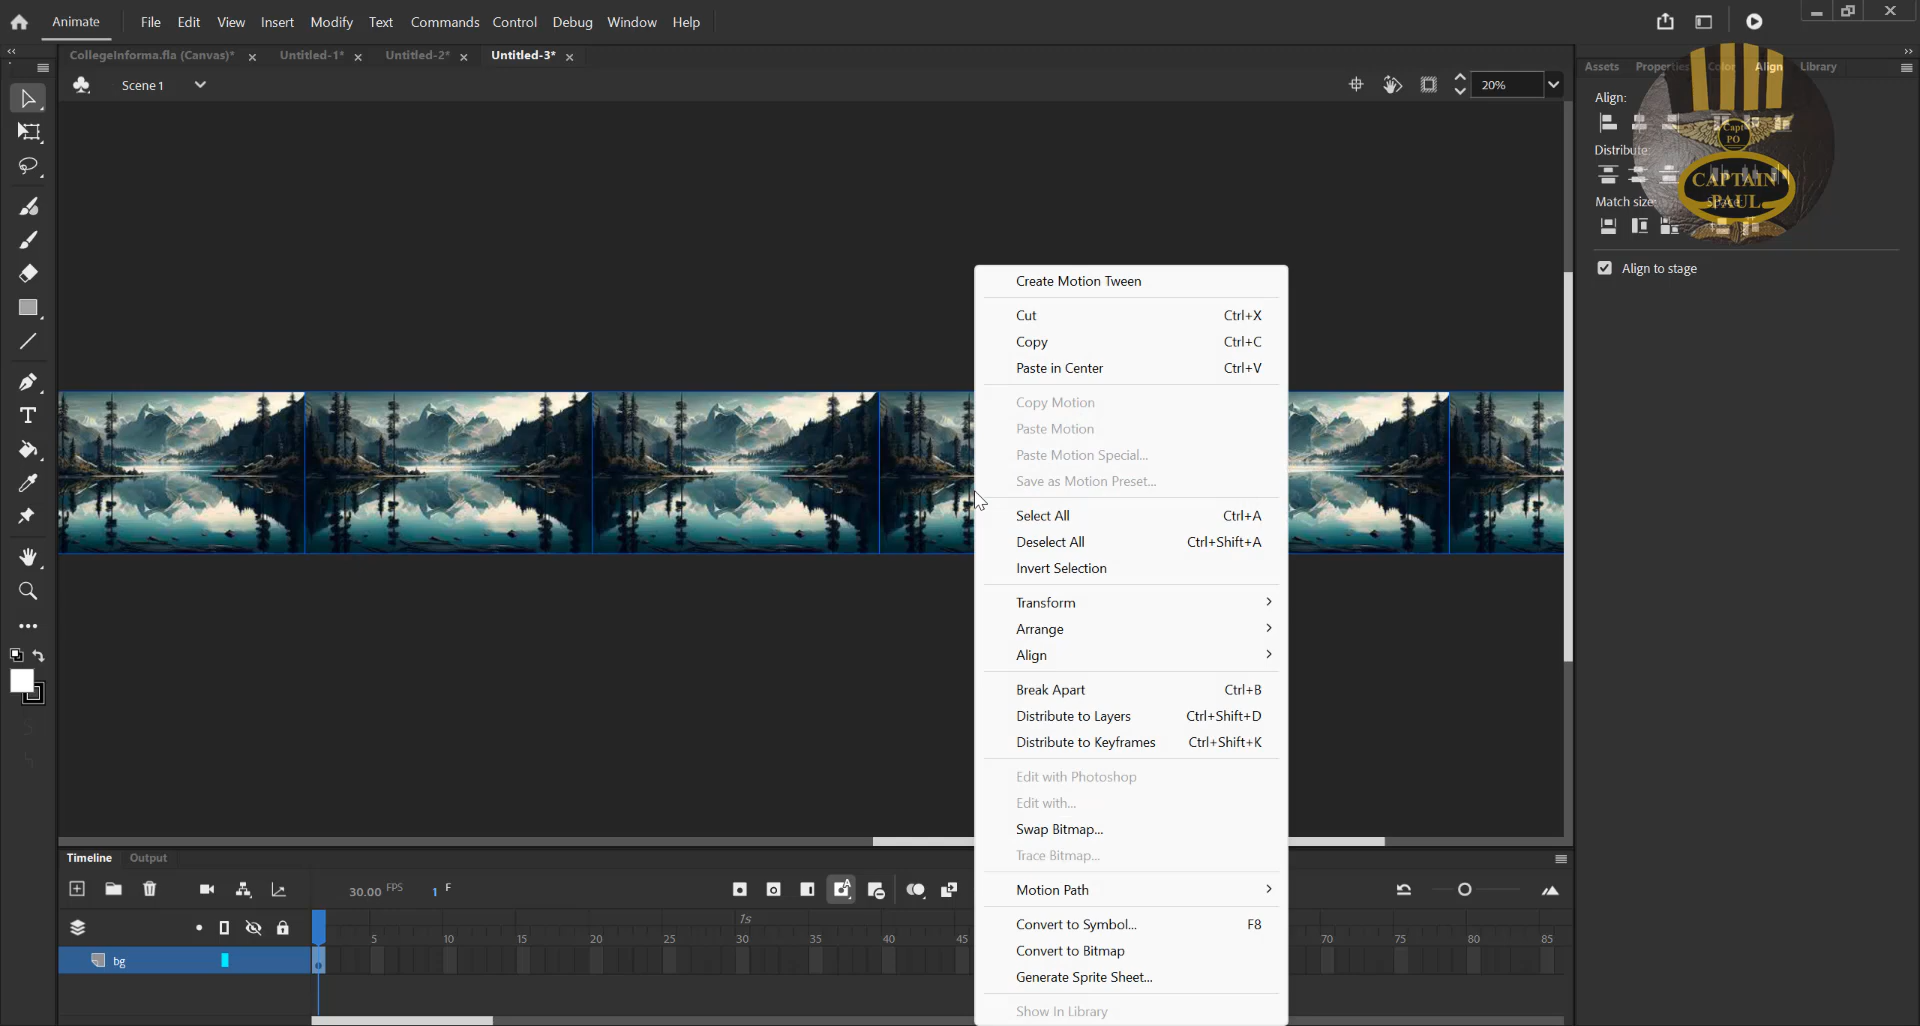 Animate File Edit View Insert Modify Text Commands Control Debug Window Help
CollegeInforma.fla (Canvas)* Untitled-1* Untitled-2* Untitled-3*
Assets Properties Color Align Library
Scene 1 20%
Align:
Distribute:
Match size: Space:
Align to stage
Capt
PO
CAPTAIN
PAUL
Create Motion Tween
Cut Ctrl+X
Copy Ctrl+C
Paste in Center Ctrl+V
Copy Motion
Paste Motion
Paste Motion Special...
Save as Motion Preset...
Select All Ctrl+A
Deselect All Ctrl+Shift+A
Invert Selection
Transform
Arrange
Align
Break Apart Ctrl+B
Distribute to Layers Ctrl+Shift+D
Distribute to Keyframes Ctrl+Shift+K
Edit with Photoshop
Edit with...
Swap Bitmap...
Trace Bitmap...
Motion Path
Convert to Symbol... F8
Convert to Bitmap
Generate Sprite Sheet...
Show In Library
Timeline Output
30.00 FPS 1 F
1s
5 10 15 20 25 30 35 40 45 70 75 80 85
bg